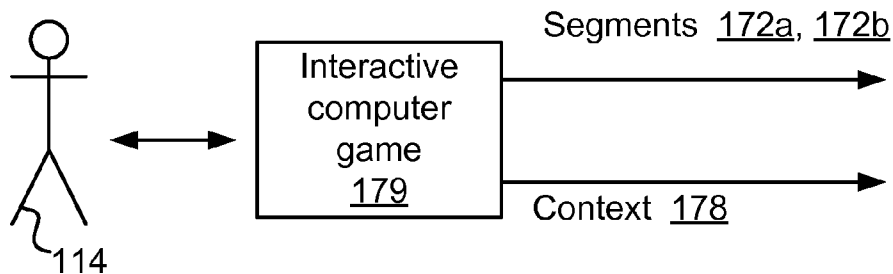 Segments 172a, 172b
Interactive
computer
game
179
Context 178
114